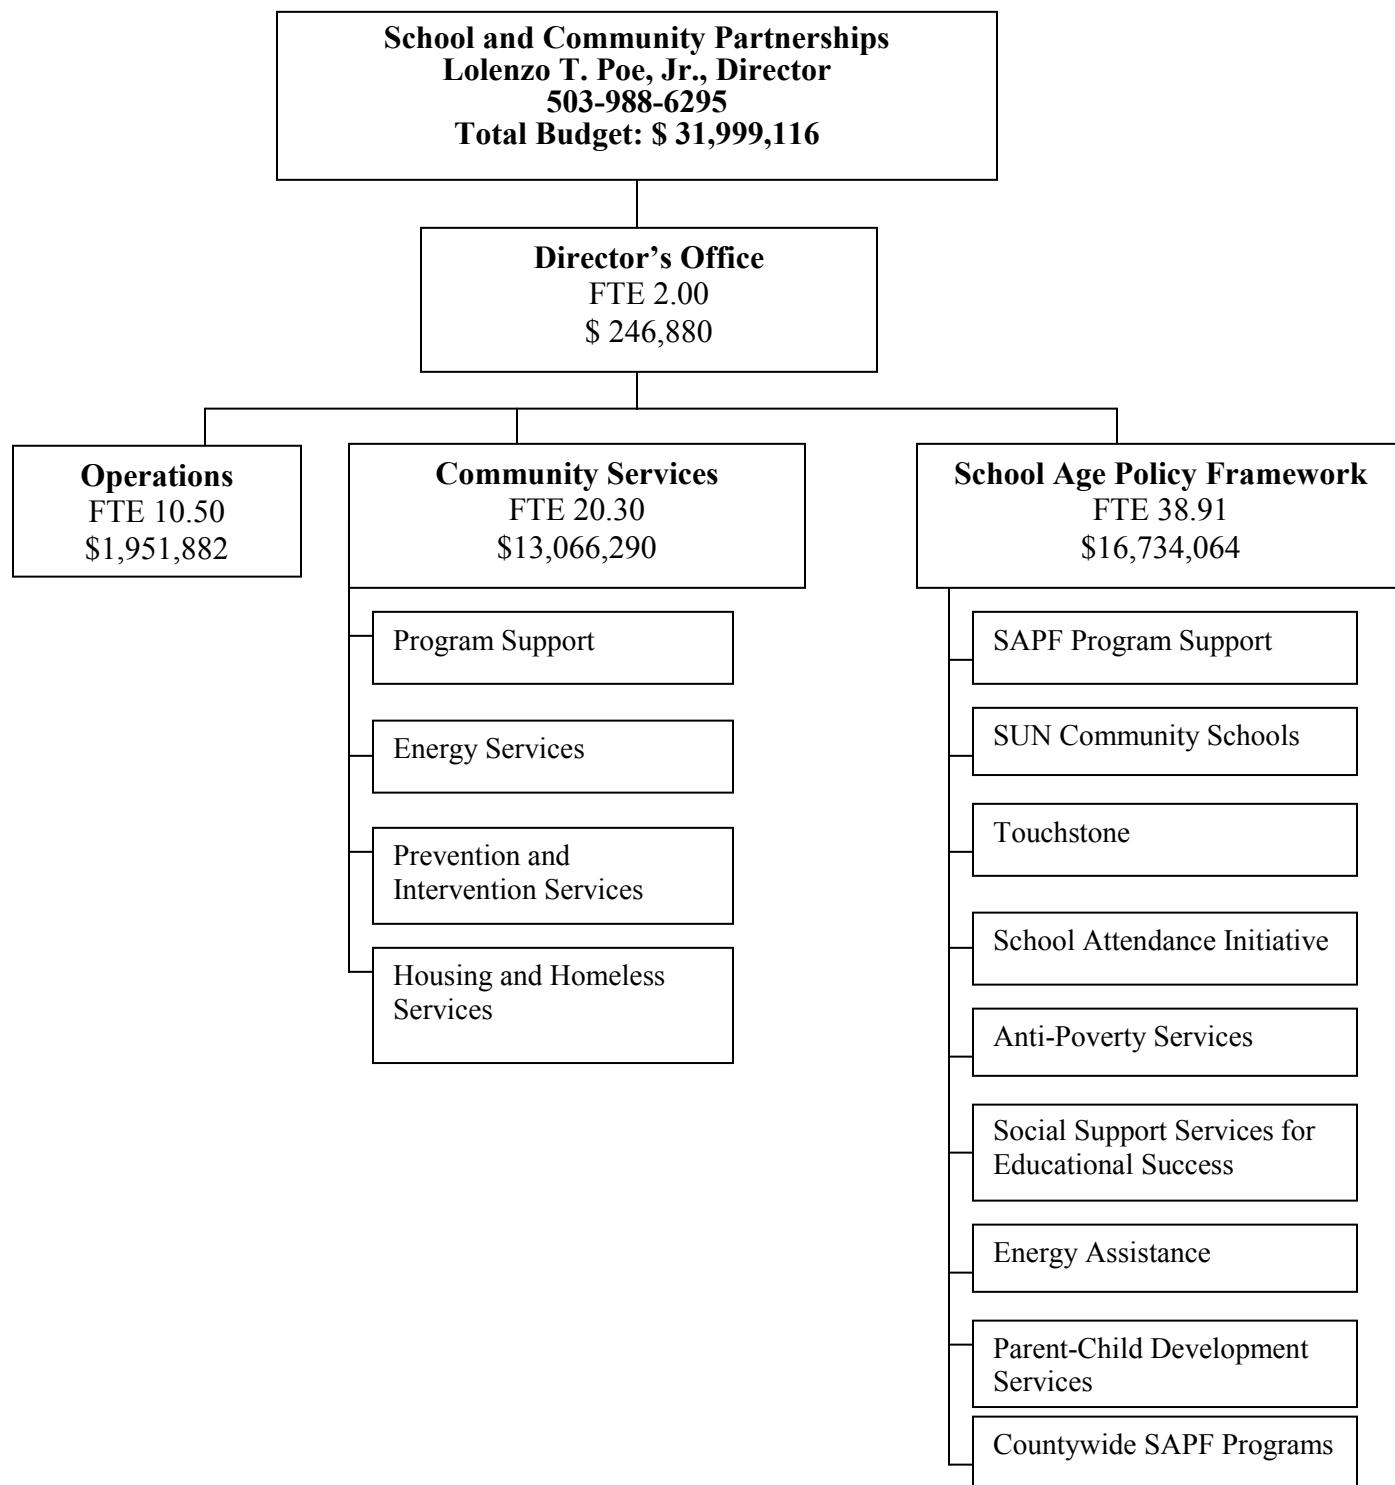 School and Community Partnerships
Lolenzo T. Poe, Jr., Director
503-988-6295
Total Budget: $ 31,999,116
Director’s Office
FTE 2.00
$ 246,880
Operations
FTE 10.50
$1,951,882
Community Services
FTE 20.30
$13,066,290
Program Support
Energy Services
Prevention and
Intervention Services
Housing and Homeless
Services
School Age Policy Framework
FTE 38.91
$16,734,064
SAPF Program Support
SUN Community Schools
Touchstone
School Attendance Initiative
Anti-Poverty Services
Social Support Services for
Educational Success
Energy Assistance
Parent-Child Development
Services
Countywide SAPF Programs